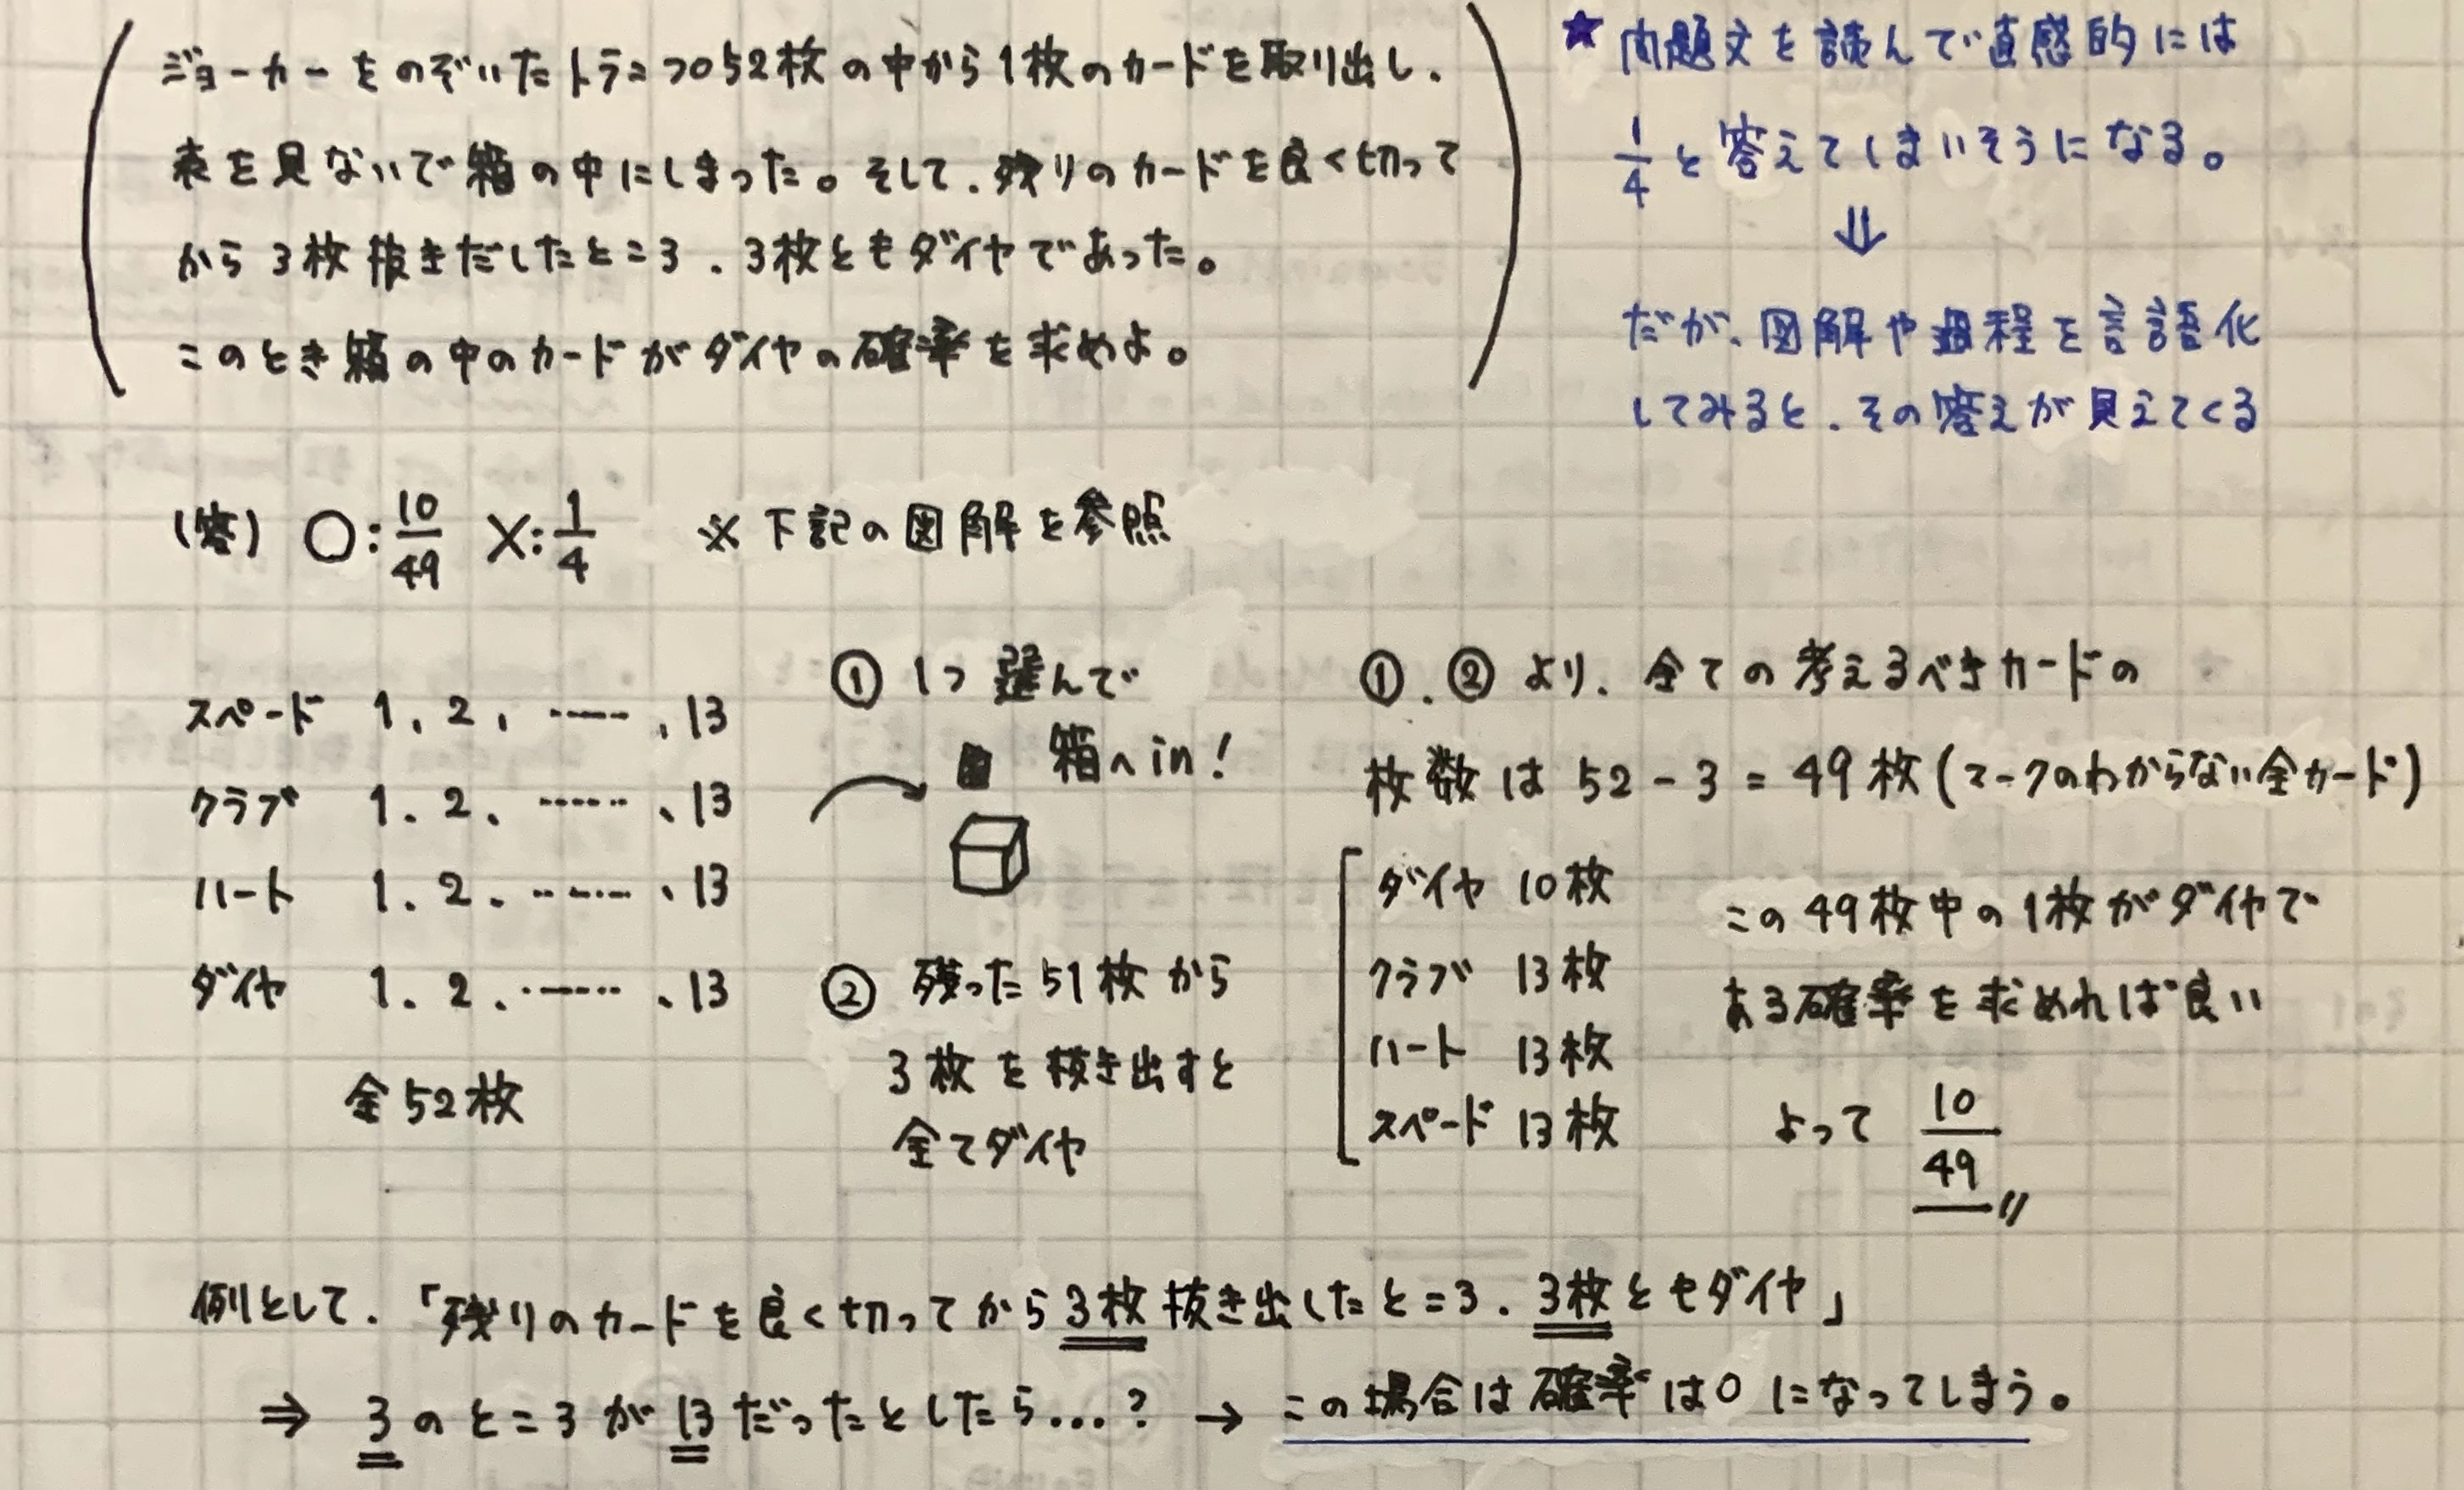 ジョーカーをのぞいたトランプ52枚の中から1枚のカードを取り出し、
表を見ないで箱の中にしまった。そして、残りのカードを良く切って
から3枚抜きだしたところ、3枚ともダイヤであった。
このとき箱の中のカードがダイヤの確率を求めよ。
★ 問題文を読んで直感的には
1/4 と答えてしまいそうになる。
⇓
だが、図解や過程を言語化
してみると、その答えが見えてくる
(答) ○: 10/49 ×: 1/4 ※下記の図解を参照
スペード 1、2、……、13
クラブ 1、2、……、13
ハート 1、2、……、13
ダイヤ 1、2、……、13
全52枚
① 1つ選んで
箱へin!
② 残った51枚から
3枚を抜き出すと
全てダイヤ
①、②より、全ての考えるべきカードの
枚数は 52-3=49枚(マークのわからない全カード)
ダイヤ 10枚
クラブ 13枚
ハート 13枚
スペード 13枚
この49枚中の1枚がダイヤで
ある確率を求めれば良い
よって 10/49 〃
例として、「残りのカードを良く切ってから3枚抜き出したところ、3枚ともダイヤ」
⇒ 3のところが13だったとしたら…? → この場合は確率は0になってしまう。